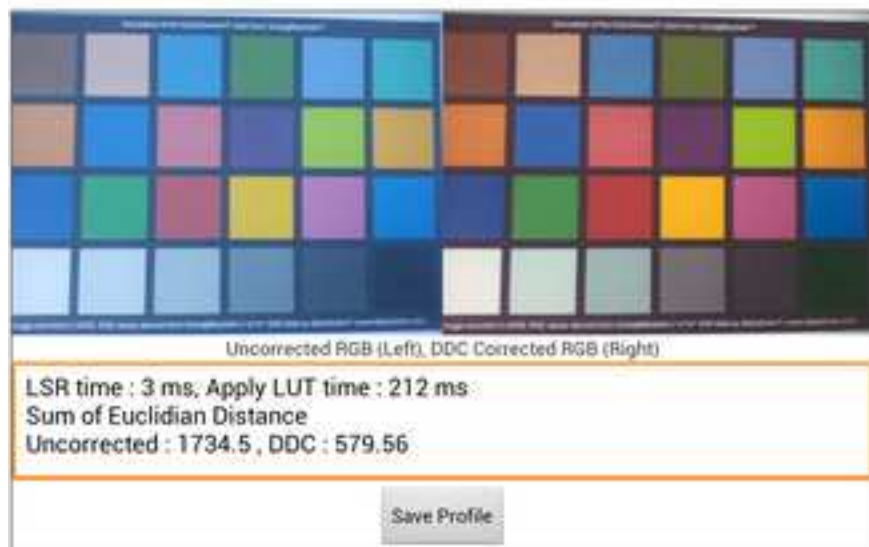 Uncorrected RGB (Left), DDC Corrected RGB (Right)
LSR time : 3 ms, Apply LUT time : 212 ms
Sum of Euclidian Distance
Uncorrected : 1734.5 , DDC : 579.56
Save Profile